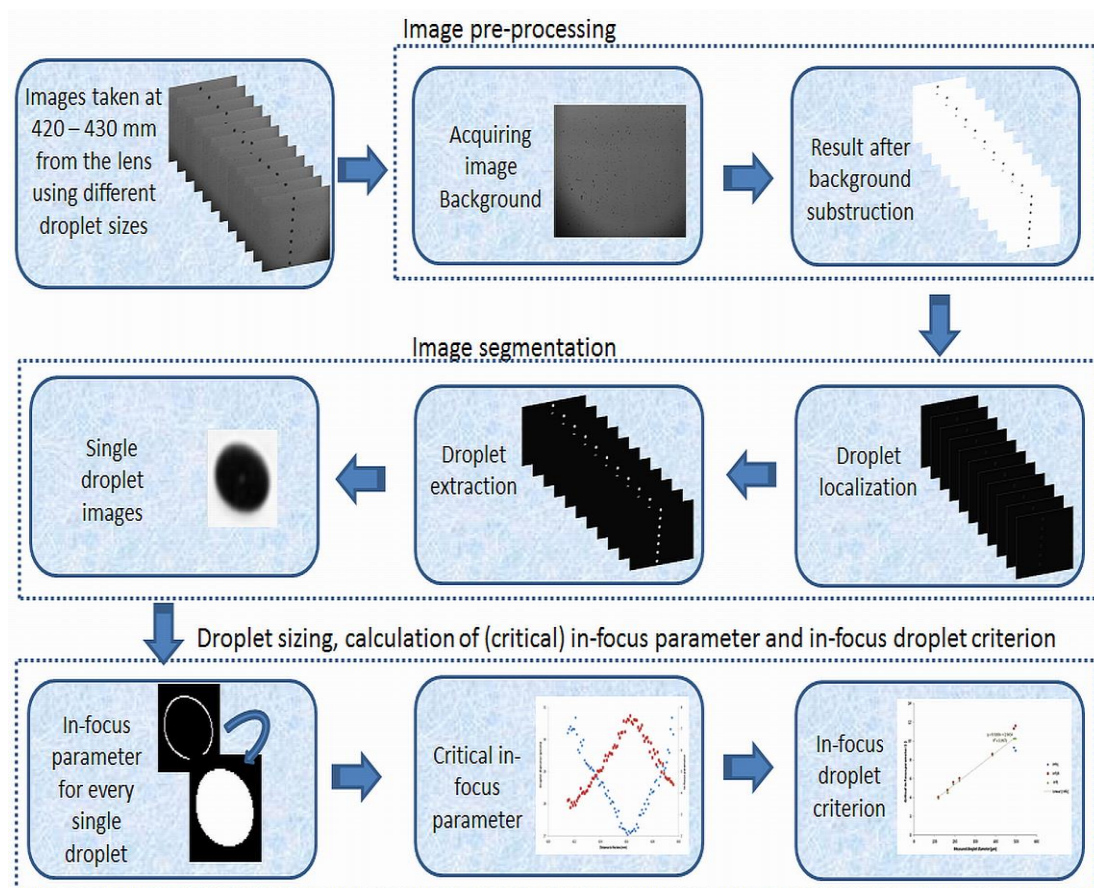 Image pre-processing
Images taken at
420 – 430 mm
from the lens
using different
droplet sizes
Acquiring
image
Background
Result after
background
substruction
Image segmentation
Single
droplet
images
Droplet
extraction
Droplet
localization
Droplet sizing, calculation of (critical) in-focus parameter and in-focus droplet criterion
In-focus
parameter
for every
single
droplet
Critical in-
focus
parameter
In-focus
droplet
criterion